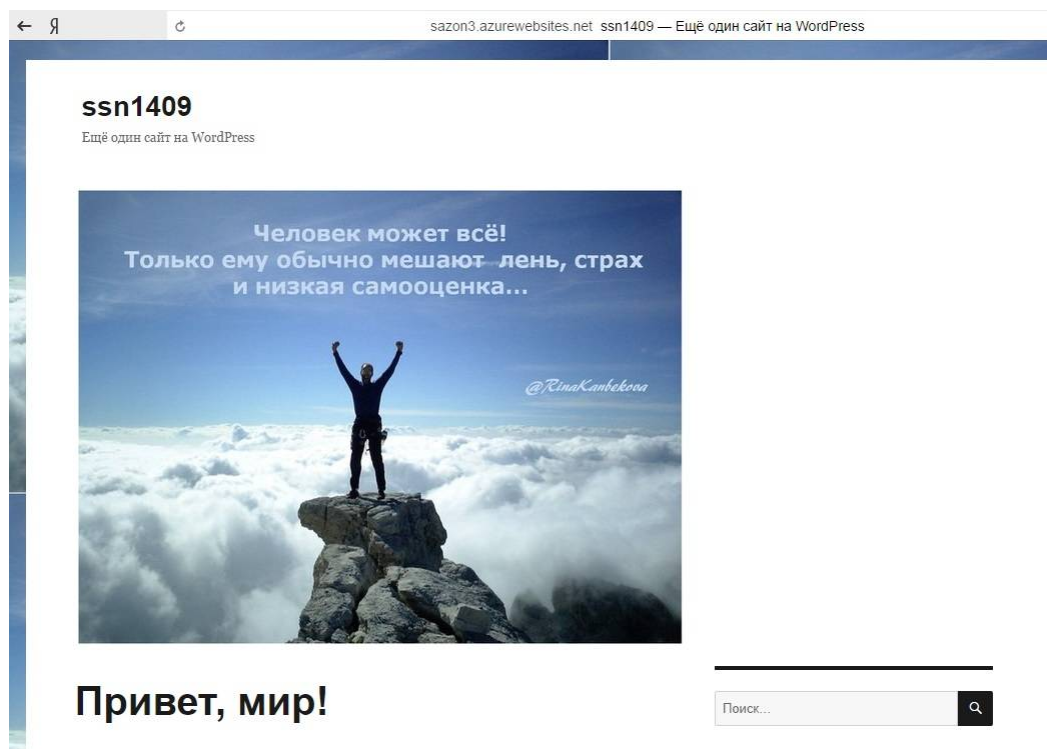 Я
sazon3.azurewebsites.net ssn1409 — Ещё один сайт на WordPress
ssn1409
Ещё один сайт на WordPress
Человек может всё!
Только ему обычно мешают лень, страх
и низкая самооценка...
@RinaKanbekova
Привет, мир!
Поиск...